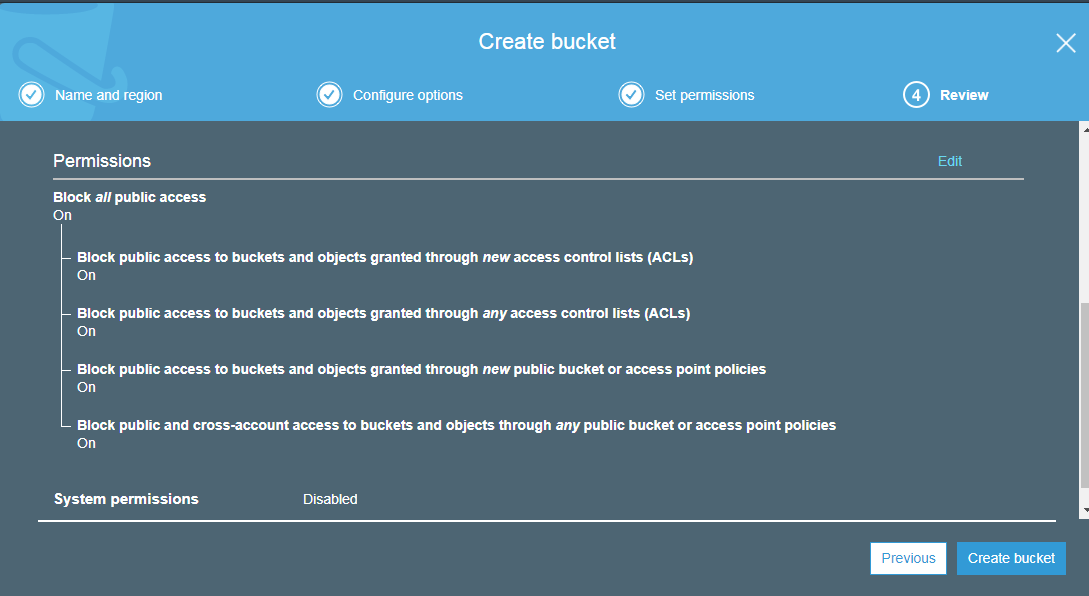 Create bucket
Name and region
Configure options
Set permissions
4 Review
Permissions
Edit
Block all public access
On
Block public access to buckets and objects granted through new access control lists (ACLs)
On
Block public access to buckets and objects granted through any access control lists (ACLs)
On
Block public access to buckets and objects granted through new public bucket or access point policies
On
Block public and cross-account access to buckets and objects through any public bucket or access point policies
On
System permissions Disabled
Previous
Create bucket